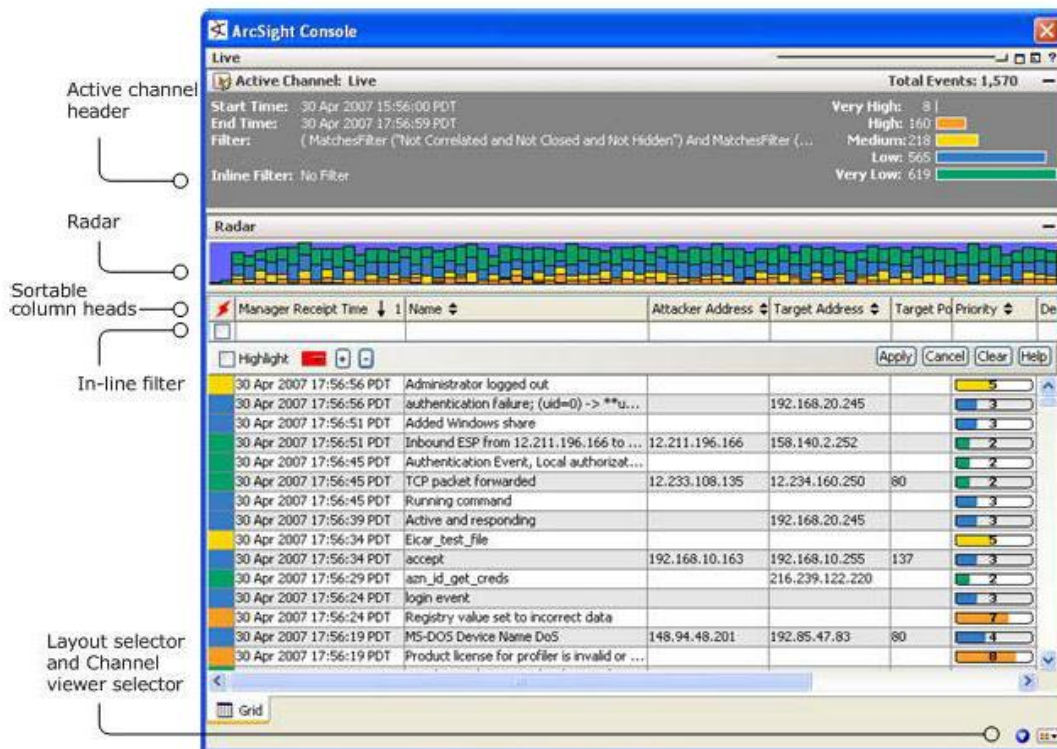 ArcSight Console
Live
Active Channel: Live Total Events: 1,570
Start Time: 30 Apr 2007 15:56:00 PDT
End Time: 30 Apr 2007 17:56:59 PDT
Filter: ( MatchesFilter ("Not Correlated and Not Closed and Not Hidden") And MatchesFilter (...
Inline Filter: No Filter
Very High: 8
High: 160
Medium: 218
Low: 565
Very Low: 619
Active channel
header
Radar
Radar
Sortable
column heads
Manager Receipt Time 1 Name Attacker Address Target Address Target Po Priority De
In-line filter
Highlight + - Apply Cancel Clear Help
30 Apr 2007 17:56:56 PDT Administrator logged out 5
30 Apr 2007 17:56:56 PDT authentication failure; (uid=0) -> **u... 192.168.20.245 3
30 Apr 2007 17:56:51 PDT Added Windows share 3
30 Apr 2007 17:56:51 PDT Inbound ESP from 12.211.196.166 to ... 12.211.196.166 158.140.2.252 2
30 Apr 2007 17:56:45 PDT Authentication Event, Local authorizat... 2
30 Apr 2007 17:56:45 PDT TCP packet forwarded 12.233.108.135 12.234.160.250 80 2
30 Apr 2007 17:56:45 PDT Running command 3
30 Apr 2007 17:56:39 PDT Active and responding 192.168.20.245 3
30 Apr 2007 17:56:34 PDT Eicar_test_file 5
30 Apr 2007 17:56:34 PDT accept 192.168.10.163 192.168.10.255 137 3
30 Apr 2007 17:56:29 PDT azn_id_get_creds 216.239.122.220 2
30 Apr 2007 17:56:24 PDT login event 3
30 Apr 2007 17:56:24 PDT Registry value set to incorrect data 7
30 Apr 2007 17:56:19 PDT MS-DOS Device Name DoS 148.94.48.201 192.85.47.83 80 4
30 Apr 2007 17:56:19 PDT Product license for profiler is invalid or ... 8
Layout selector
and Channel
viewer selector
Grid